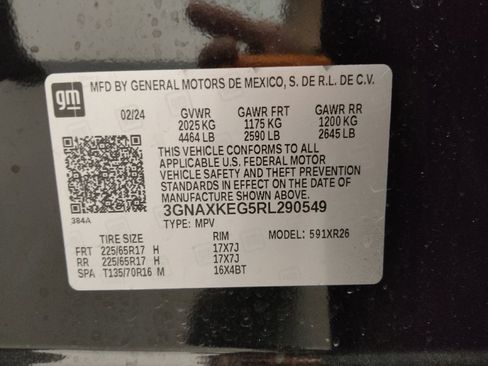 gm
MFD BY GENERAL MOTORS DE MEXICO, S. DE R.L. DE C.V.
02/24 GVWR GAWR FRT GAWR RR
2025 KG 1175 KG 1200 KG
4464 LB 2590 LB 2645 LB
THIS VEHICLE CONFORMS TO ALL
APPLICABLE U.S. FEDERAL MOTOR
VEHICLE SAFETY AND THEFT PREVENTION
STANDARDS IN EFFECT ON THE DATE OF
MANUFACTURE SHOWN ABOVE.
384A
3GNAXKEG5RL290549
TYPE: MPV
TIRE SIZE RIM MODEL: 591XR26
FRT 225/65R17 H 17X7J
RR 225/65R17 H 17X7J
SPA T135/70R16 M 16X4BT